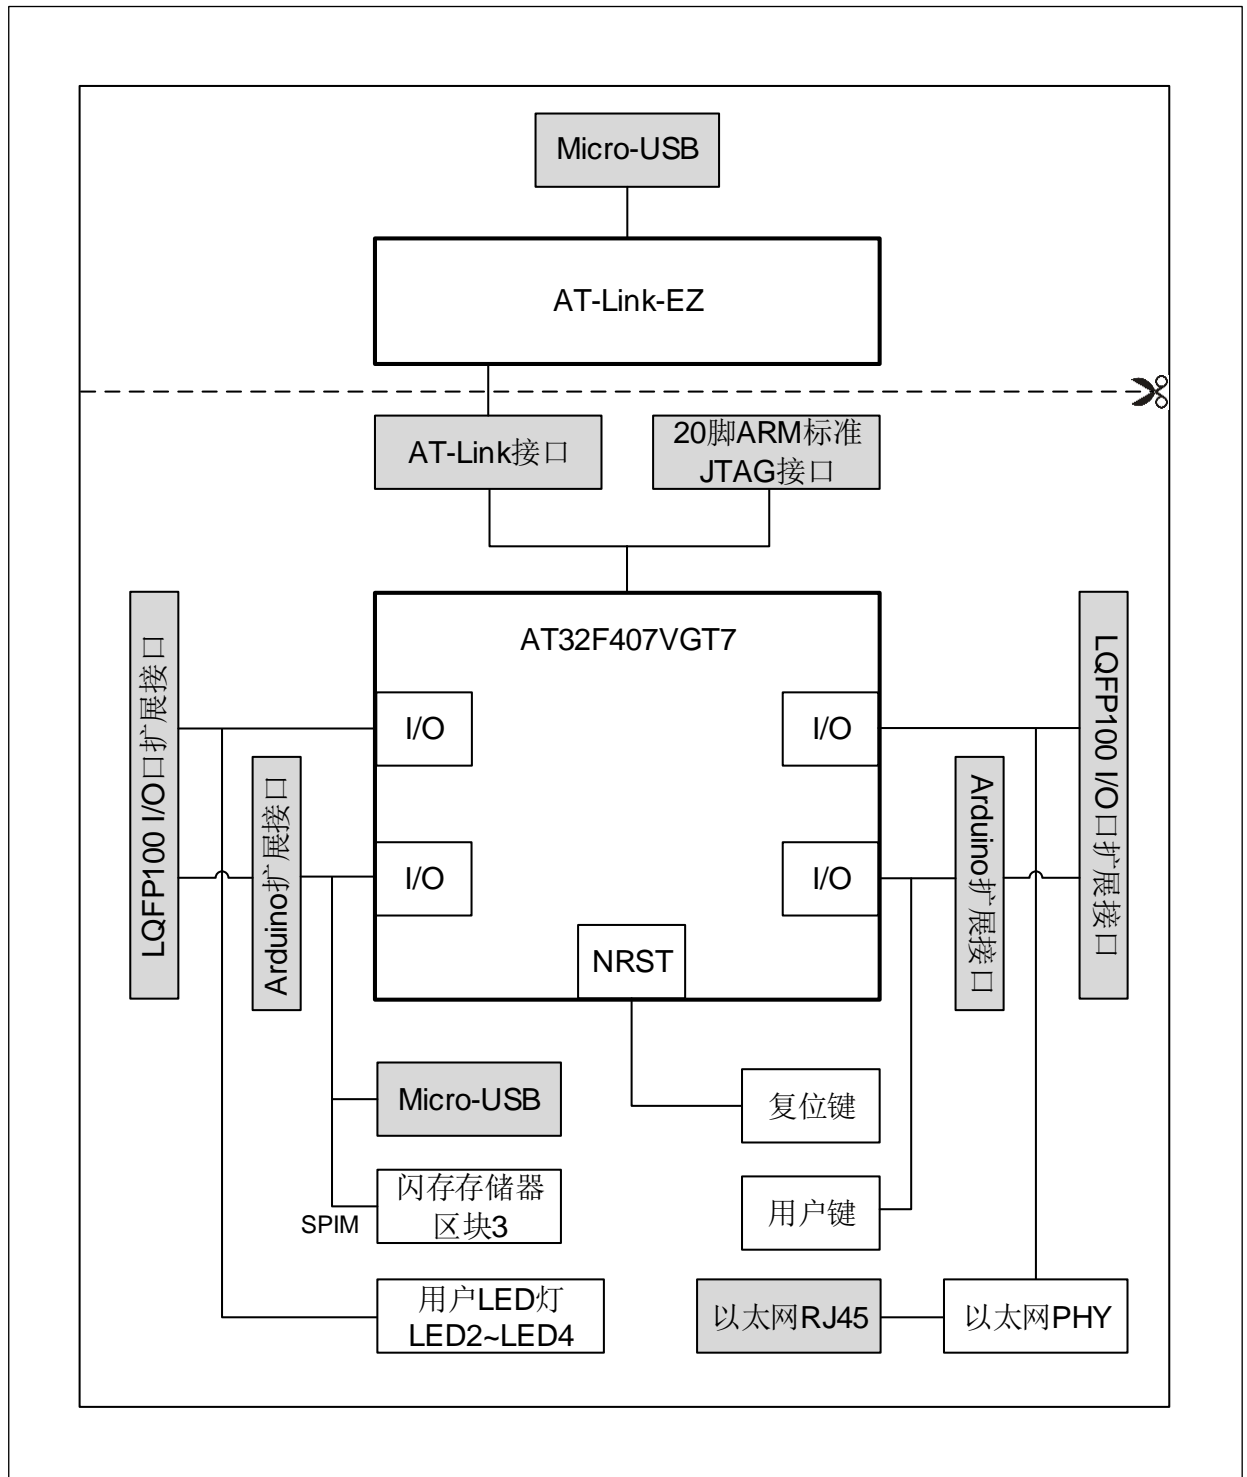 Micro-USB
AT-Link-EZ
AT-Link接口
20脚ARM标准
JTAG接口
AT32F407VGT7
LQFP100 I/O口扩展接口
Arduino扩展接口
I/O
I/O
I/O
I/O
NRST
Arduino扩展接口
LQFP100 I/O口扩展接口
Micro-USB
复位键
闪存存储器
区块3
SPIM
用户键
用户LED灯
LED2~LED4
以太网RJ45
以太网PHY